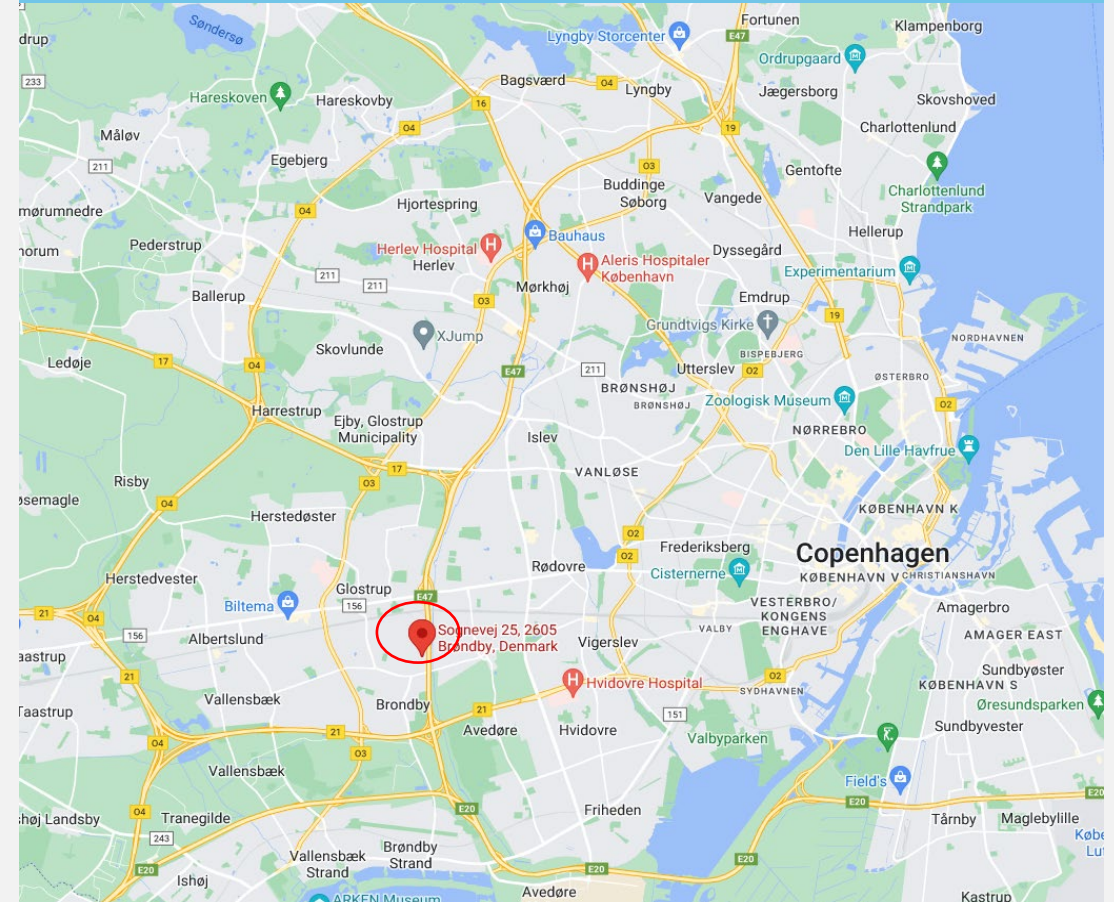 Søndersø
Fortunen
Klampenborg
drup
Lyngby Storcenter
E47
Ordrupgaard
233
Bagsværd
O4
Lyngby
Jægersborg
Hareskoven
Hareskovby
16
Skovshoved
O4
19
Charlottenlund
Måløv
211
Egebjerg
O3
Gentofte
Buddinge
Søborg
Vangede
Charlottenlund
Strandpark
mørumnedre
O4
Hjortespring
Hellerup
Pederstrup
Herlev Hospital
Herlev
Bauhaus
Dyssegård
Aleris Hospitaler
København
Experimentarium
211
211
Mørkhøj
Ballerup
O3
Emdrup
19
XJump
Grundtvigs Kirke
NORDHAVNEN
Skovlunde
BISPEBJERG
Ledøje
17
O4
E47
211
Utterslev
O2
ØSTERBRO
BRØNSHØJ
BRØNSHØJ
Zoologisk Museum
O2
Harrestrup
Ejby, Glostrup
Municipality
Islev
NØRREBRO
Den Lille Havfrue
17
VANLØSE
Risby
O3
O4
KØBENHAVN K
Herstedøster
O2
Frederiksberg
Copenhagen
O2
Rødovre
Cisternerne
KØBENHAVN V
CHRISTIANSHAVN
Herstedvester
Glostrup
E47
Biltema
156
VESTERBRO/
KONGENS
ENGHAVE
Amagerbro
21
O4
156
Albertslund
Sognevej 25, 2605
Brøndby, Denmark
Vigerslev
VALBY
AMAGER EAST
aastrup
21
Sundbyøster
Hvidovre Hospital
O2
SYDHAVNEN
KØBENHAVN S
Vallensbæk
Brondby
21
Øresundsparken
Taastrup
151
21
Avedøre
Hvidovre
Valbyparken
Sundbyvester
O4
O3
Vallensbæk
Field's
E20
E20
E20
O4
Tranegilde
Friheden
Tårnby
Maglebylille
høj Landsby
243
Købe
Lu
Vallensbæk
Strand
Brøndby
Strand
E20
E20
E20
Ishøj
Avedøre
ARKEN Museum
Kastrup